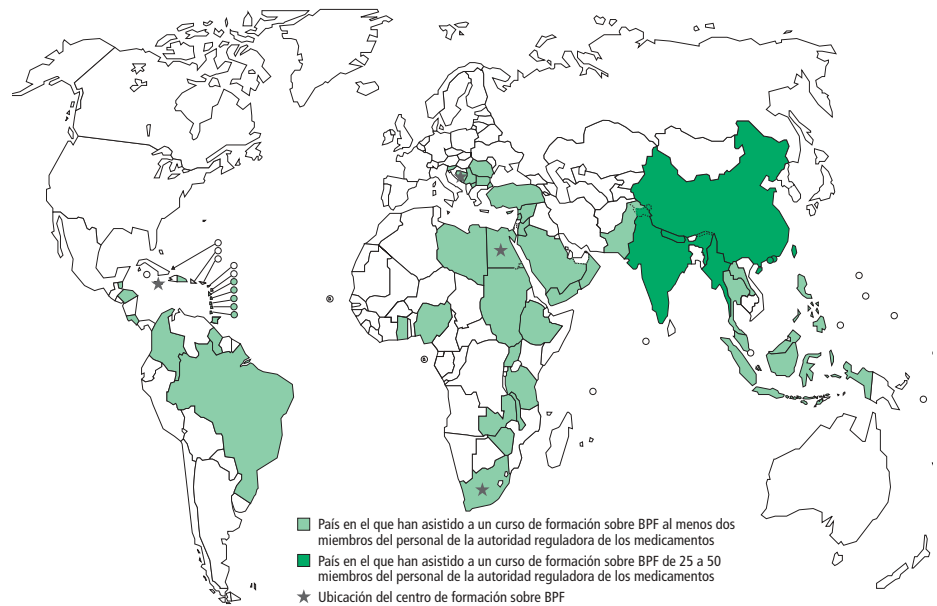 País en el que han asistido a un curso de formación sobre BPF al menos dos
miembros del personal de la autoridad reguladora de los medicamentos
País en el que han asistido a un curso de formación sobre BPF de 25 a 50
miembros del personal de la autoridad reguladora de los medicamentos
Ubicación del centro de formación sobre BPF